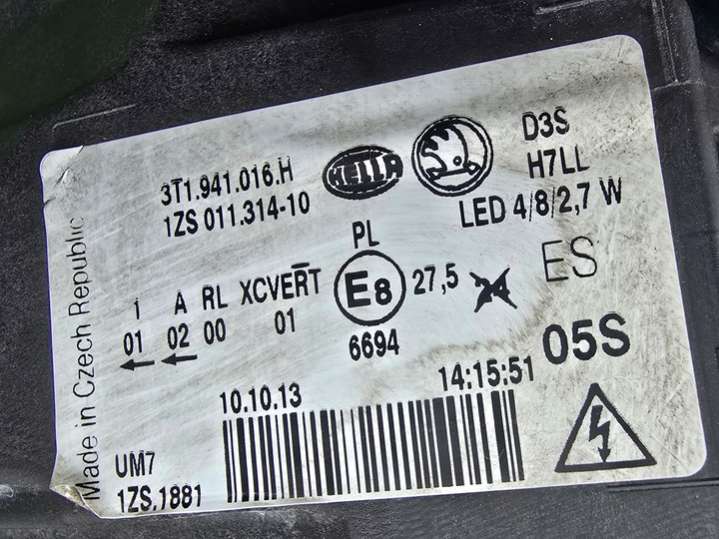 3T1.941.016.H
1ZS 011.314-10
HELLA
D3S
H7LL
LED 4/8/2,7 W
PL
i A RL XCVERT
01 02 00 01
E8
27,5
24
ES
6694
05S
10.10.13
14:15:51
UM7
1ZS.1881
Made in Czech Republic